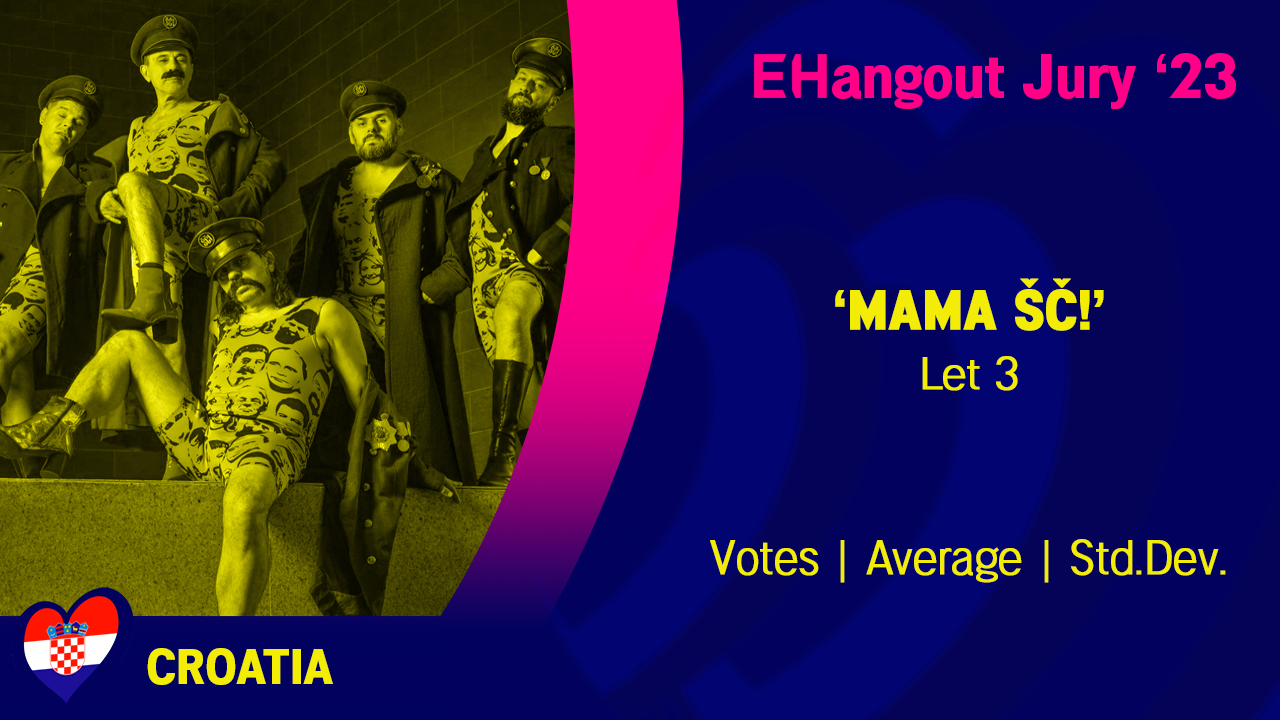 EHangout Jury ‘23
‘MAMA ŠČ!’
Let 3
Votes | Average | Std.Dev.
CROATIA